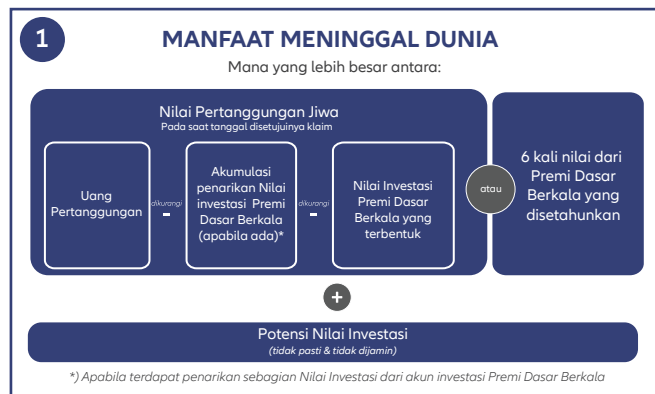 1
MANFAAT MENINGGAL DUNIA
Mana yang lebih besar antara:
Nilai Pertanggungan Jiwa
Pada saat tanggal disetujuinya klaim
Uang
Pertanggungan
dikurangi
-
Akumulasi
penarikan Nilai
investasi Premi
Dasar Berkala
(apabila ada)*
dikurangi
-
Nilai Investasi
Premi Dasar
Berkala yang
terbentuk
atau
6 kali nilai dari
Premi Dasar
Berkala yang
disetahunkan
+
Potensi Nilai Investasi
(tidak pasti & tidak dijamin)
*) Apabila terdapat penarikan sebagian Nilai Investasi dari akun investasi Premi Dasar Berkala